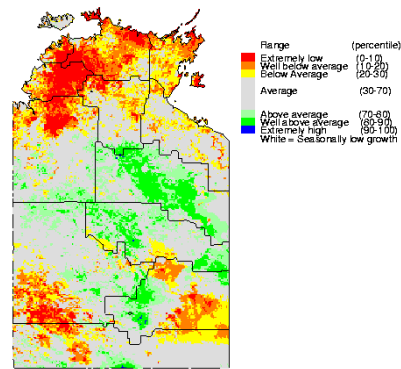 Range (percentile)
Extremely low (0-10)
Well below average (10-20)
Below Average (20-30)
Average (30-70)
Above average (70-80)
Well above average (80-90)
Extremely high (90-100)
White = Seasonally low growth